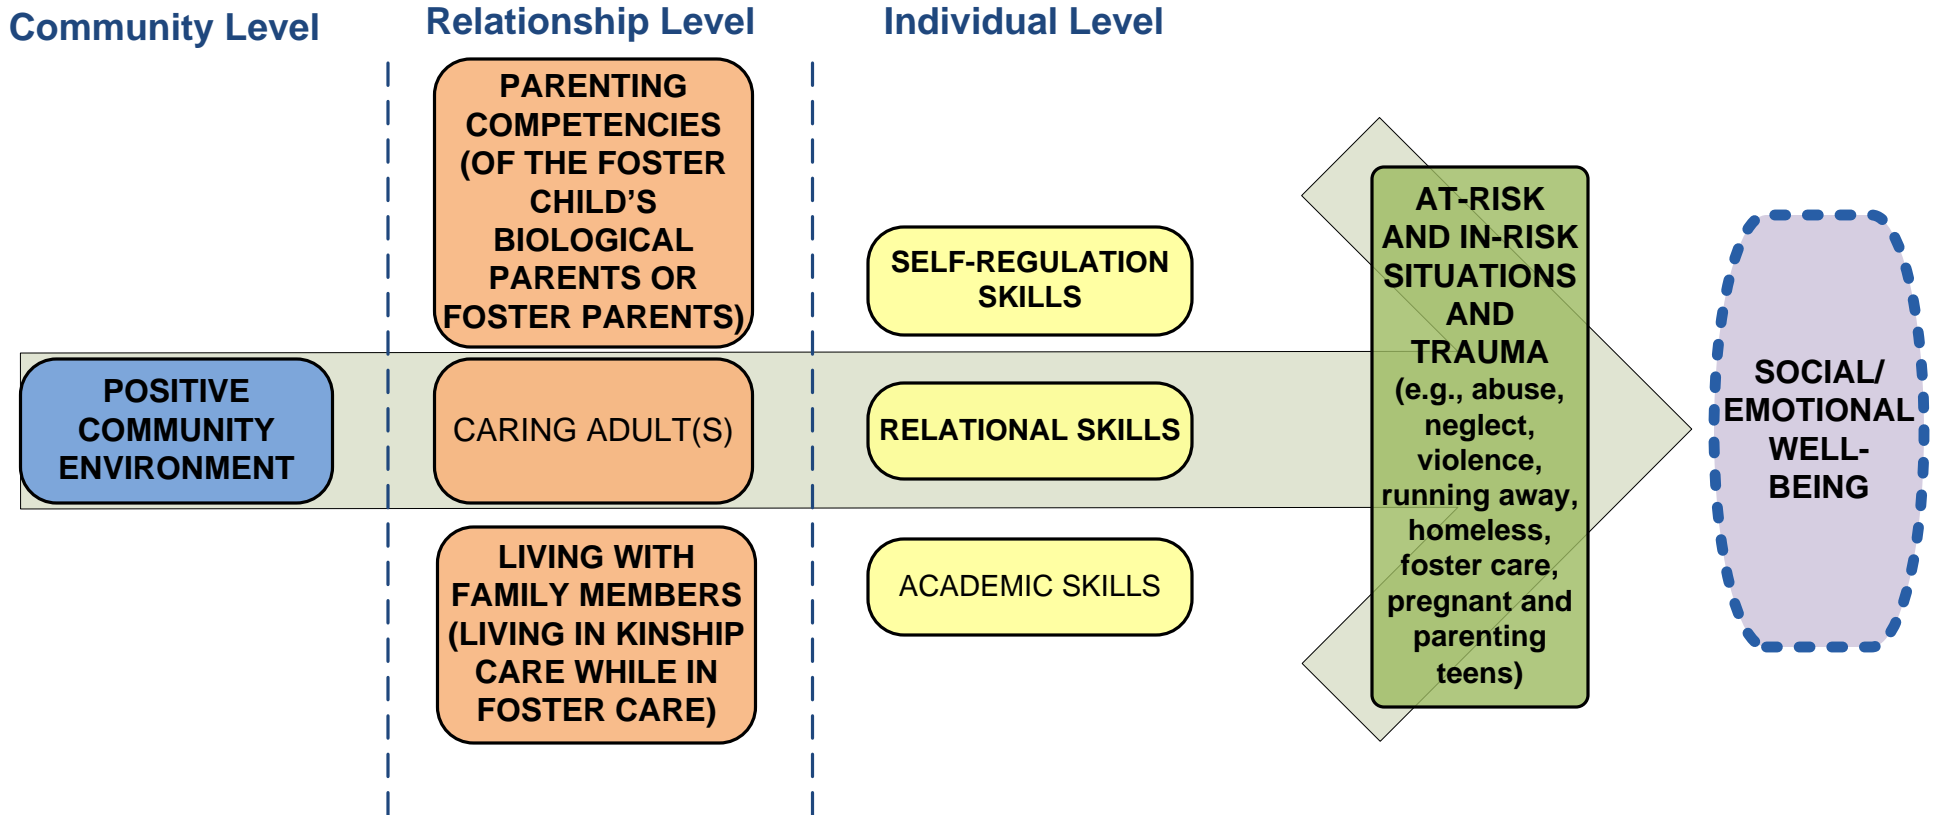 Community Level
Relationship Level
Individual Level
PARENTING
COMPETENCIES
(OF THE FOSTER
CHILD’S
BIOLOGICAL
PARENTS OR
FOSTER PARENTS)
POSITIVE
COMMUNITY
ENVIRONMENT
CARING ADULT(S)
LIVING WITH
FAMILY MEMBERS
(LIVING IN KINSHIP
CARE WHILE IN
FOSTER CARE)
SELF-REGULATION
SKILLS
RELATIONAL SKILLS
ACADEMIC SKILLS
AT-RISK
AND IN-RISK
SITUATIONS
AND
TRAUMA
(e.g., abuse,
neglect,
violence,
running away,
homeless,
foster care,
pregnant and
parenting
teens)
SOCIAL/
EMOTIONAL
WELL-
BEING